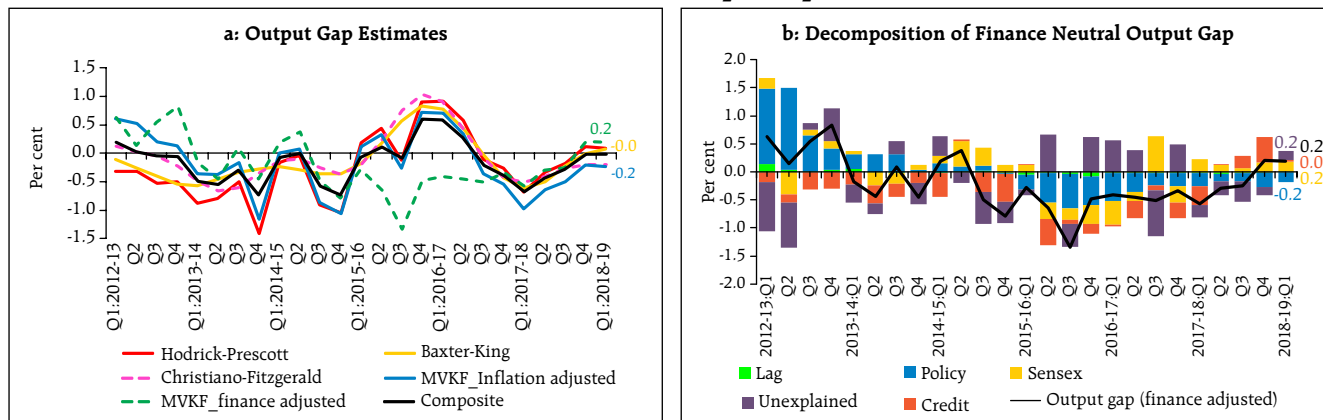 a: Output Gap Estimates
Per cent
1.5
1.0
0.5
0.0
-0.5
-1.0
-1.5
0.2
-0.0
-0.2
Q1:2012-13
Q2
Q3
Q4
Q1:2013-14
Q2
Q3
Q4
Q1:2014-15
Q2
Q3
Q4
Q1:2015-16
Q2
Q3
Q4
Q1:2016-17
Q2
Q3
Q4
Q1:2017-18
Q2
Q3
Q4
Q1:2018-19
Hodrick-Prescott
Baxter-King
Christiano-Fitzgerald
MVKF_Inflation adjusted
MVKF_finance adjusted
Composite
b: Decomposition of Finance Neutral Output Gap
Per cent
2.0
1.5
1.0
0.5
0.0
-0.5
-1.0
-1.5
-2.0
0.2
0.2
0.0
0.2
-0.2
2012-13:Q1
Q2
Q3
Q4
2013-14:Q1
Q2
Q3
Q4
2014-15:Q1
Q2
Q3
Q4
2015-16:Q1
Q2
Q3
Q4
2016-17:Q1
Q2
Q3
Q4
2017-18:Q1
Q2
Q3
Q4
2018-19:Q1
Lag
Policy
Sensex
Unexplained
Credit
Output gap (finance adjusted)